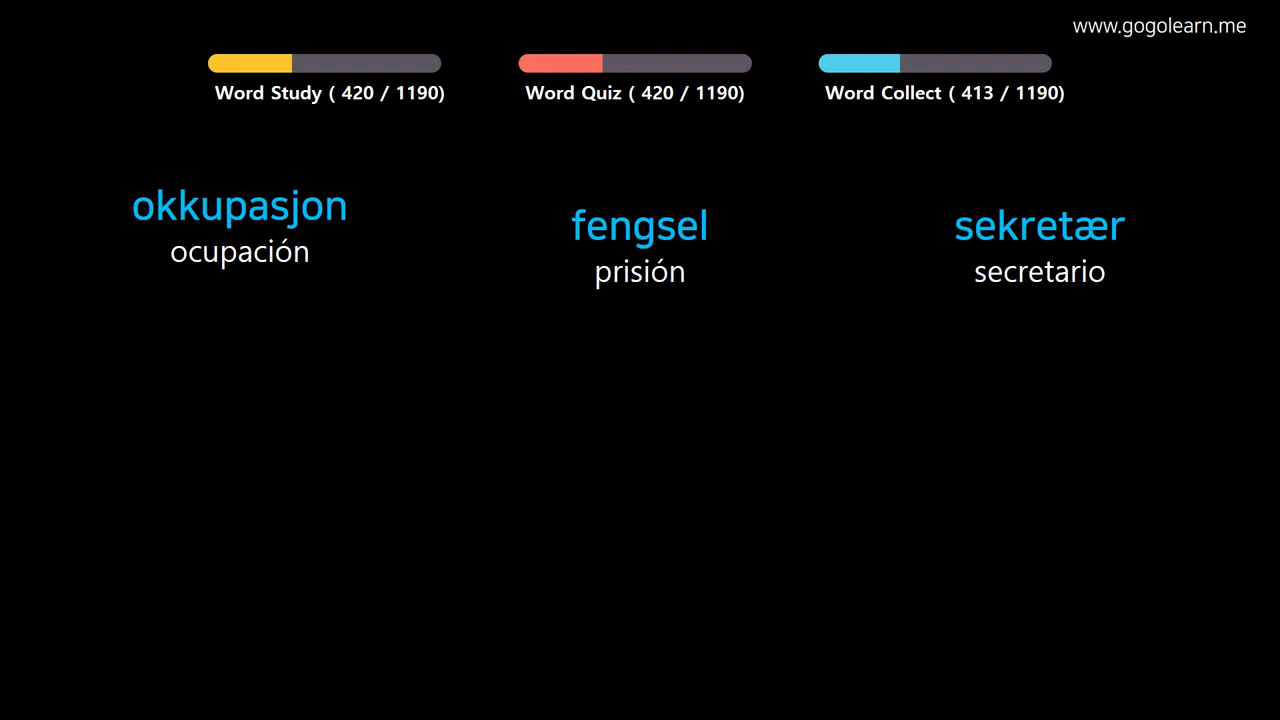 www.gogolearn.me
Word Study ( 420 / 1190)
Word Quiz ( 420 / 1190)
Word Collect ( 413 / 1190)
okkupasjon
ocupación
fengsel
prisión
sekretær
secretario